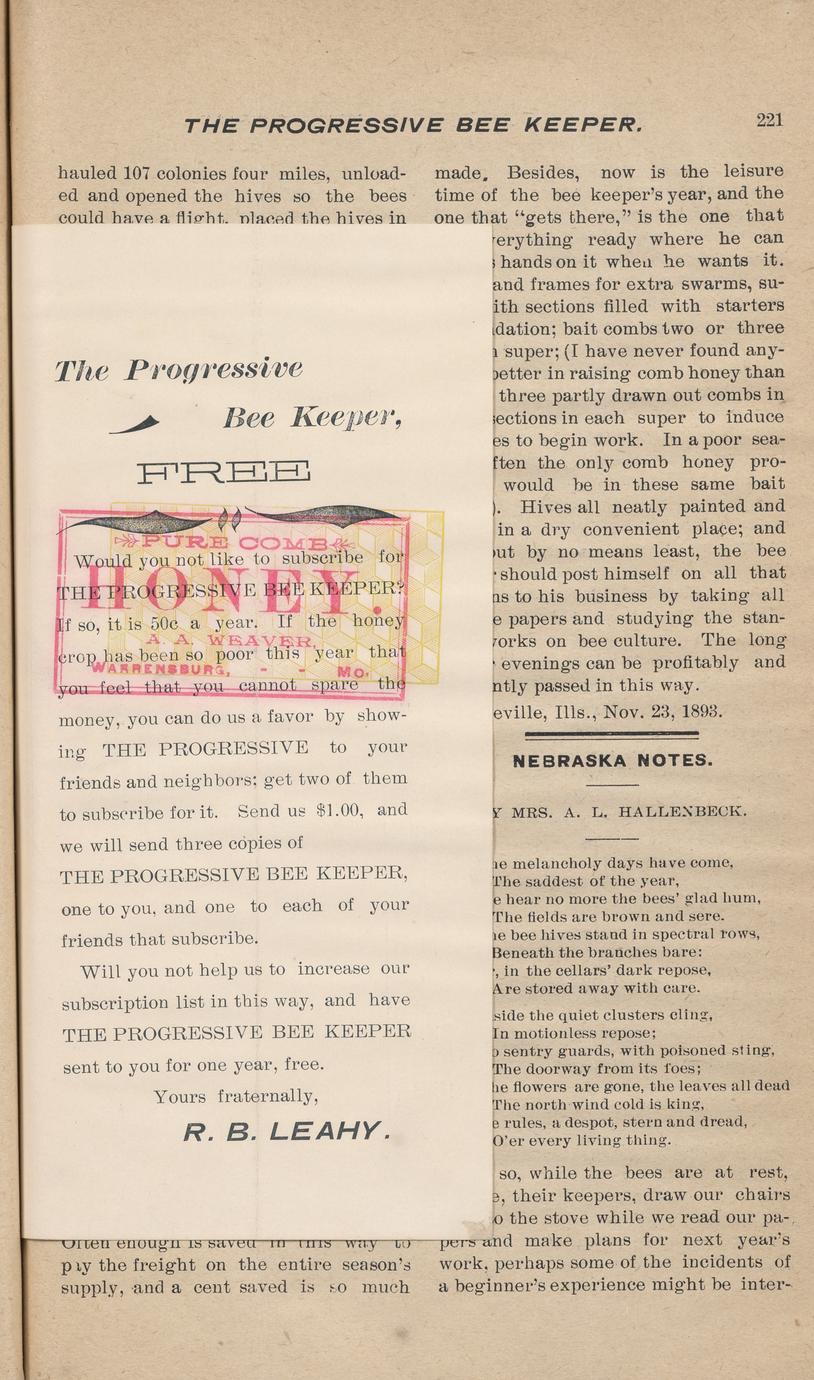 THE PROGRESSIVE BEE KEEPER. 221
hauled 107 colonies four miles, unload-
ed and opened the hives so the bees
could have a flight, placed the hives in
The Progressive
Bee Keeper,
FREE
PURE COMB
HONEY.
A. A. WEAVER,
WARRENSBURG, - - MO.
Would you not like to subscribe for
THE PROGRESSIVE BEE KEEPER?
If so, it is 50c a year. If the honey
crop has been so poor this year that
you feel that you cannot spare the
money, you can do us a favor by show-
ing THE PROGRESSIVE to your
friends and neighbors; get two of them
to subscribe for it. Send us $1.00, and
we will send three copies of
THE PROGRESSIVE BEE KEEPER,
one to you, and one to each of your
friends that subscribe.
Will you not help us to increase our
subscription list in this way, and have
THE PROGRESSIVE BEE KEEPER
sent to you for one year, free.
Yours fraternally,
R. B. LEAHY.
Often enough is saved in this way to
pay the freight on the entire season's
supply, and a cent saved is so much
made. Besides, now is the leisure
time of the bee keeper's year, and the
one that “gets there,” is the one that
ready where he can
hands on it when he wants it.
and frames for extra swarms, su-
sections filled with starters
bait combs two or three
super; (I have never found any-
in raising comb honey than
three partly drawn out combs in
in each super to induce
to begin work. In a poor sea-
the only comb honey pro-
would be in these same bait
Hives all neatly painted and
in a dry convenient place; and
but by no means least, the bee
should post himself on all that
to his business by taking all
papers and studying the stan-
on bee culture. The long
evenings can be profitably and
passed in this way.
Ills., Nov. 23, 1893.
NEBRASKA NOTES.
MRS. A. L. HALLENBECK.
melancholy days have come,
The saddest of the year,
hear no more the bees' glad hum,
The fields are brown and sere.
bee hives stand in spectral rows,
Beneath the branches bare:
in the cellars' dark repose,
Are stored away with care.
the quiet clusters cling,
In motionless repose;
sentry guards, with poisoned sting,
The doorway from its foes;
flowers are gone, the leaves all dead
The north wind cold is king,
rules, a despot, stern and dread,
O'er every living thing.
so, while the bees are at rest,
their keepers, draw our chairs
the stove while we read our pa-
pers and make plans for next year's
work, perhaps some of the incidents of
a beginner's experience might be inter-